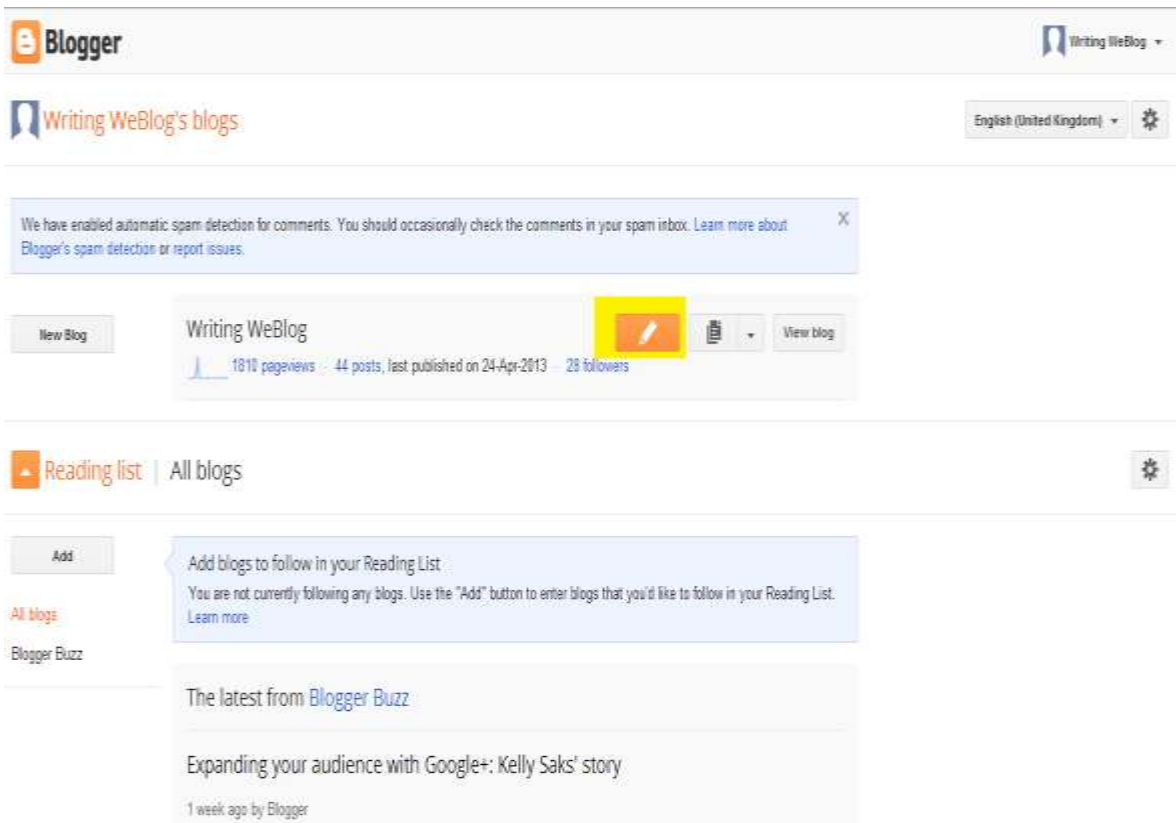 Blogger
Writing WeBlog
Writing WeBlog's blogs
English (United Kingdom)
We have enabled automatic spam detection for comments. You should occasionally check the comments in your spam inbox. Learn more about
Blogger's spam detection or report issues.
X
New Blog
Writing WeBlog
View blog
1810 pageviews - 44 posts, last published on 24-Apr-2013 - 28 followers
Reading list | All blogs
Add
Add blogs to follow in your Reading List
You are not currently following any blogs. Use the "Add" button to enter blogs that you'd like to follow in your Reading List.
Learn more
All blogs
Blogger Buzz
The latest from Blogger Buzz
Expanding your audience with Google+: Kelly Saks' story
1 week ago by Blogger